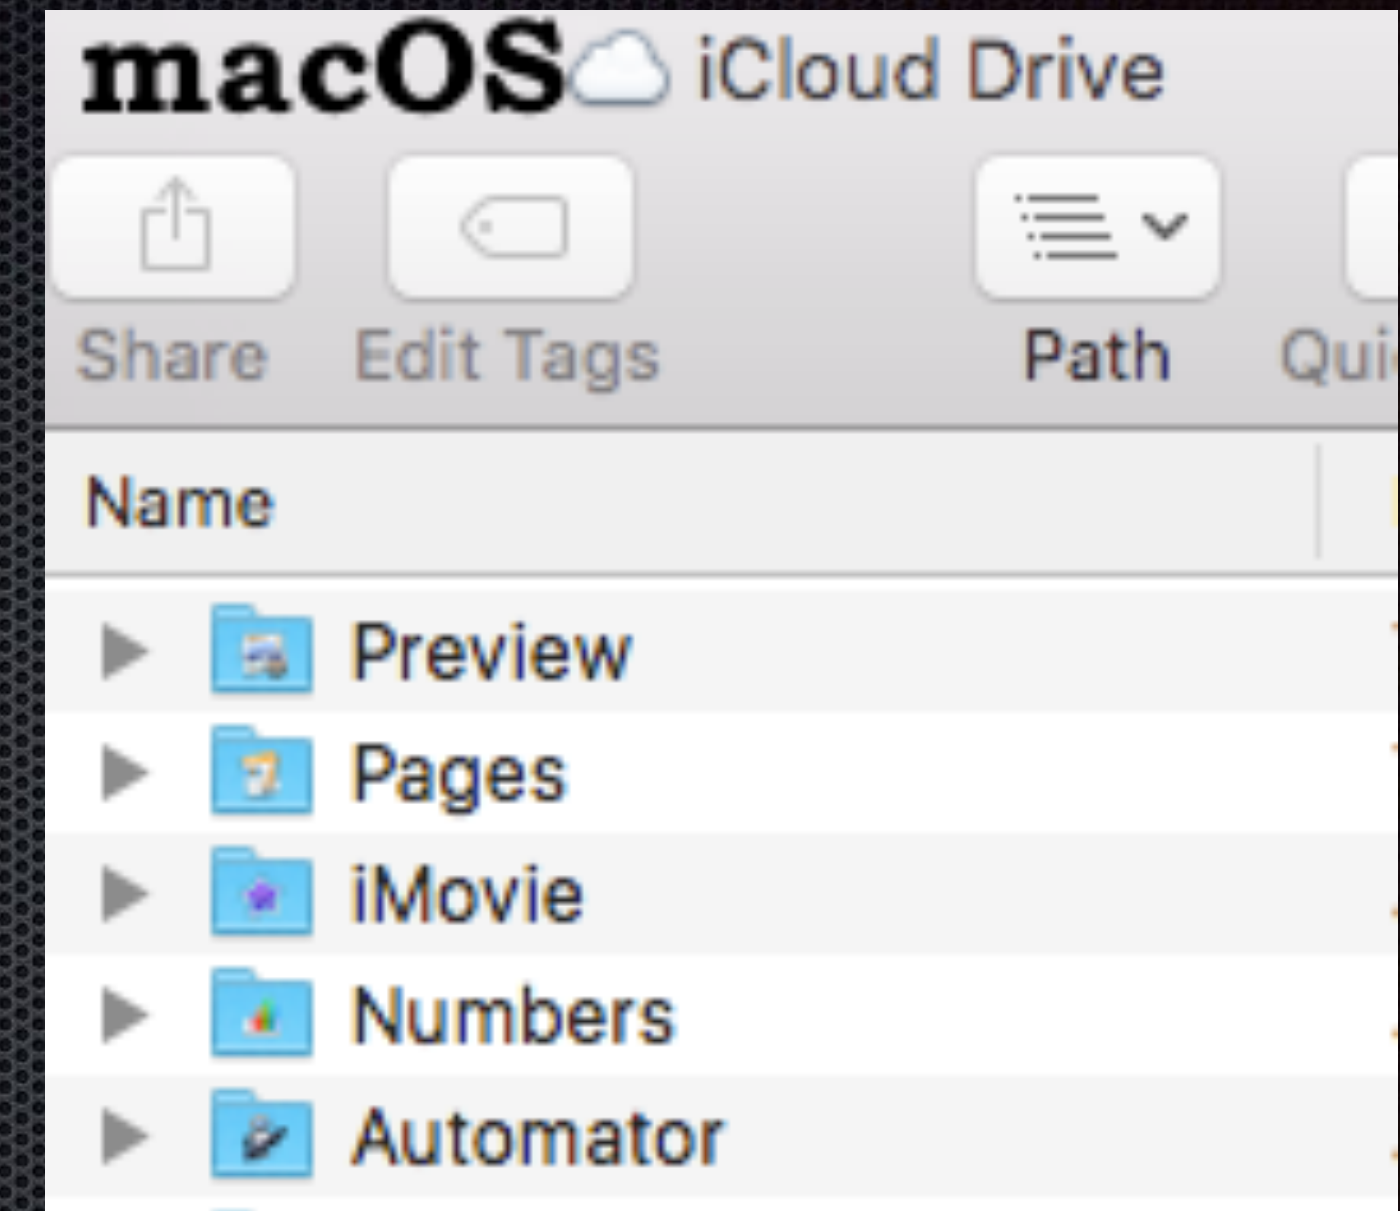 macOS iCloud Drive
Share Edit Tags Path
Name
Preview
Pages
iMovie
Numbers
Automator